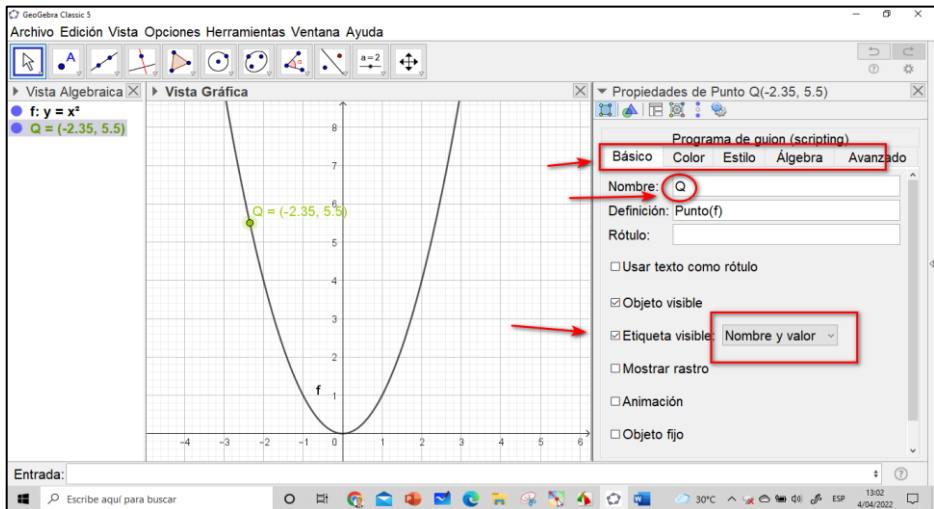 GeoGebra Classic 5
Archivo Edición Vista Opciones Herramientas Ventana Ayuda
A
a=2
Vista Algebraica
f: y = x²
Q = (-2.35, 5.5)
Vista Gráfica
8
7
6
Q = (-2.35, 5.5)
5
4
3
2
f
1
-4 -3 -2 -1 0 1 2 3 4 5 6
Propiedades de Punto Q(-2.35, 5.5)
Programa de guion (scripting)
Básico Color Estilo Álgebra Avanzado
Nombre: Q
Definición: Punto(f)
Rótulo:
Usar texto como rótulo
Objeto visible
Etiqueta visible: Nombre y valor
Mostrar rastro
Animación
Objeto fijo
Entrada:
Escribe aquí para buscar
30°C
ESP
13:02
4/04/2022